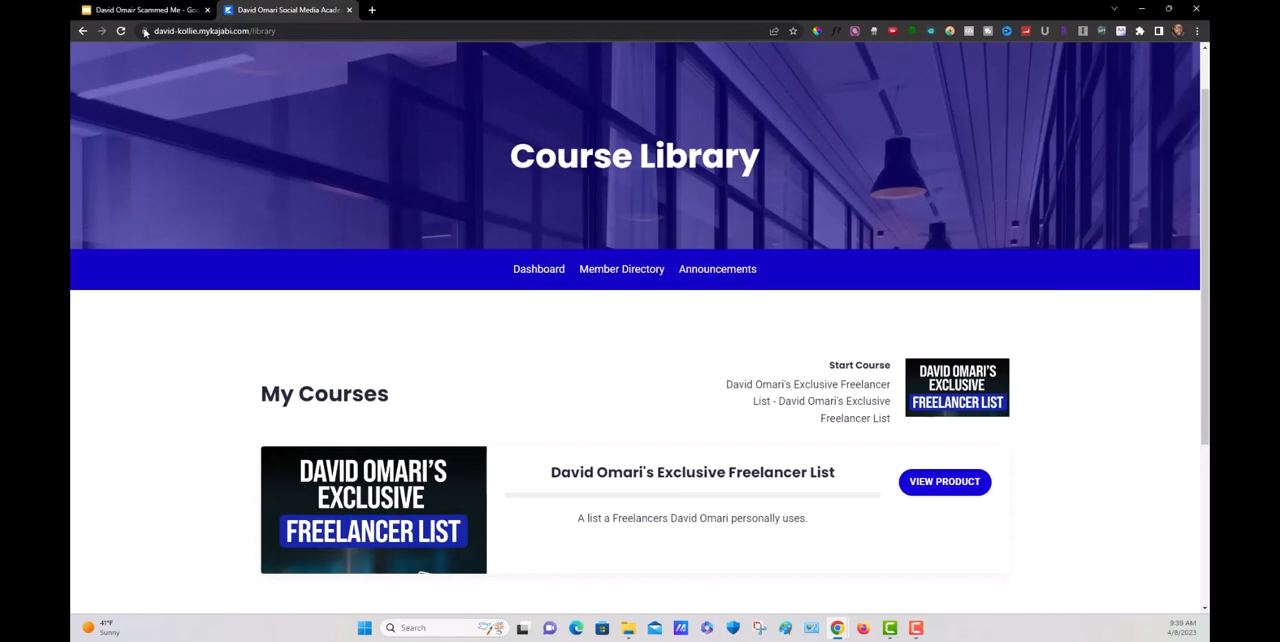 David Omair Scammed Me - Goo
David Omari Social Media Acade
david-kollie.mykajabi.com/library
Course Library
Dashboard
Member Directory
Announcements
My Courses
Start Course
David Omari's Exclusive Freelancer
List - David Omari's Exclusive
Freelancer List
DAVID OMARI'S
EXCLUSIVE
FREELANCER LIST
DAVID OMARI'S
EXCLUSIVE
FREELANCER LIST
David Omari's Exclusive Freelancer List
A list a Freelancers David Omari personally uses.
VIEW PRODUCT
41°F
Sunny
Search
9:39 AM
4/8/2023